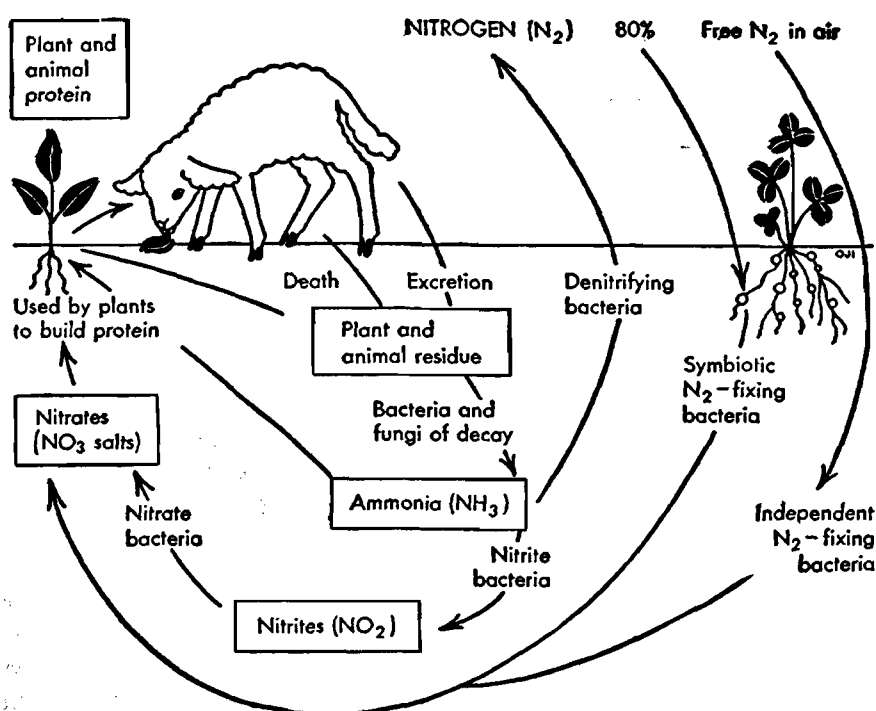 Plant and
animal
protein
NITROGEN (N₂) 80% Free N₂ in air
OJI
Death
Excretion
Denitrifying
bacteria
Used by plants
to build protein
Plant and
animal residue
Symbiotic
N₂-fixing
bacteria
Nitrates
(NO₃ salts)
Bacteria and
fungi of decay
Ammonia (NH₃)
Nitrate
bacteria
Nitrite
bacteria
Independent
N₂-fixing
bacteria
Nitrites (NO₂)